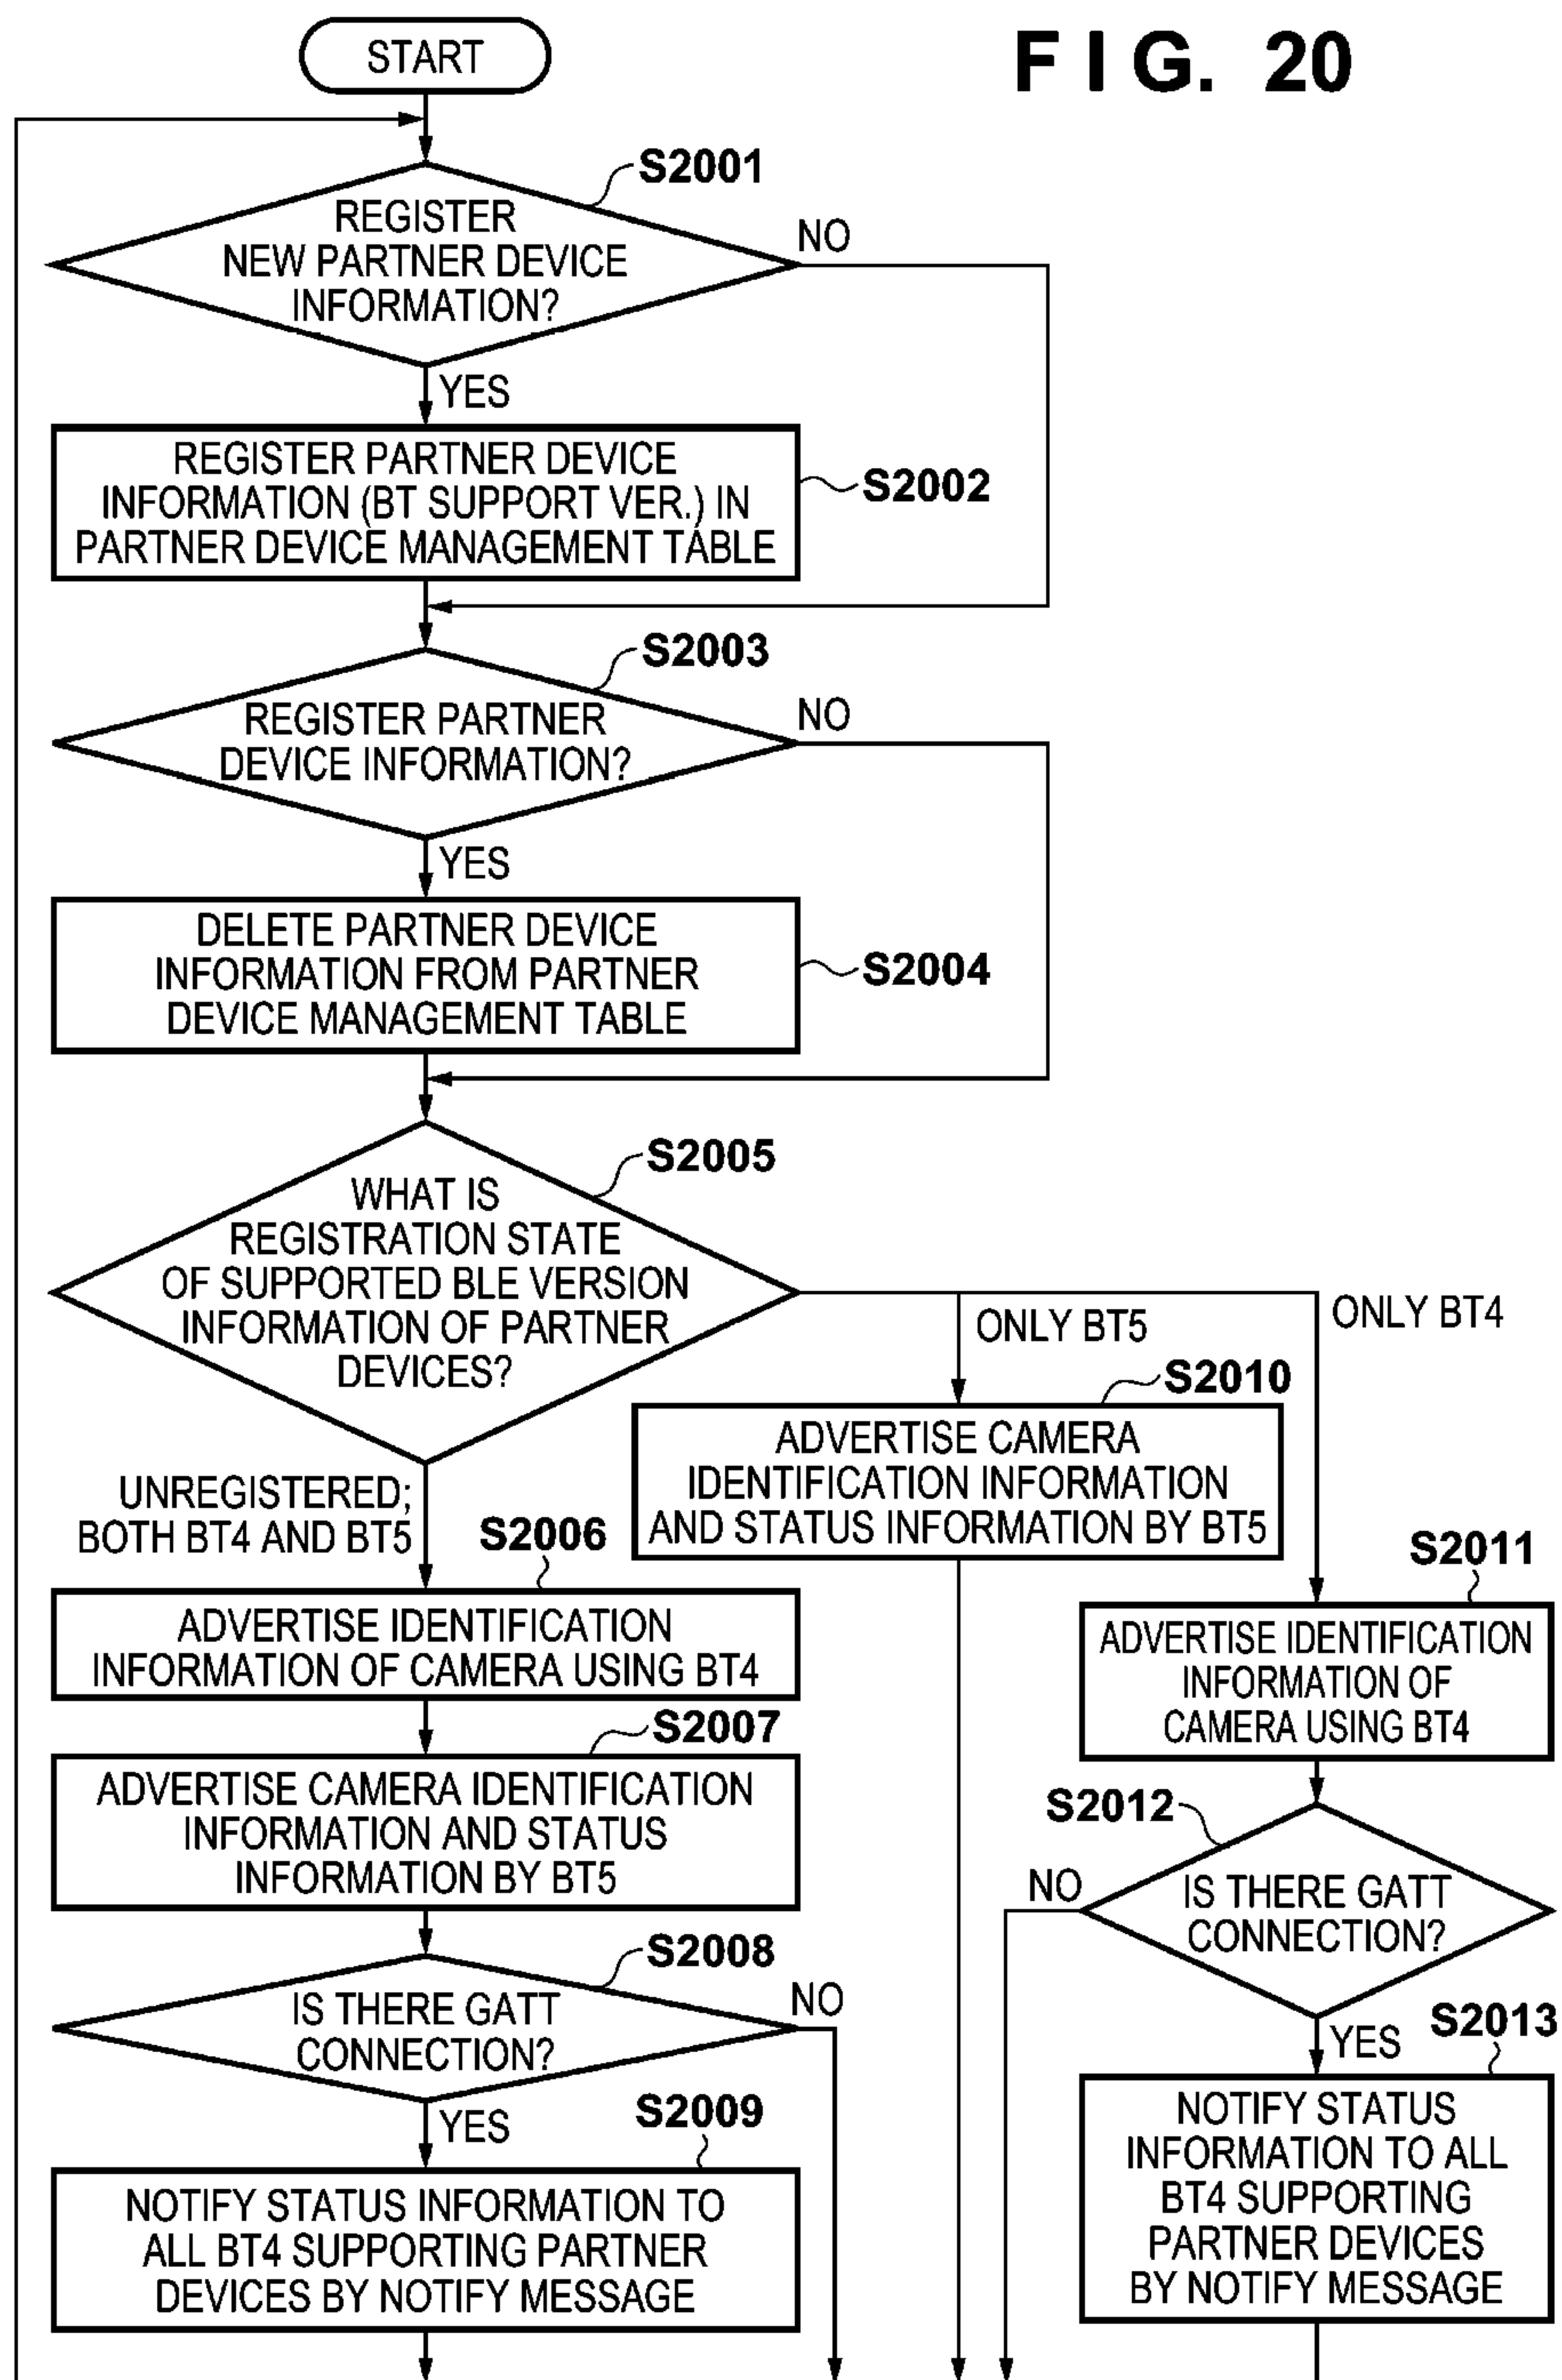 START
FIG. 20
S2001
REGISTER
NEW PARTNER DEVICE
INFORMATION?
NO
YES
REGISTER PARTNER DEVICE
INFORMATION (BT SUPPORT VER.) IN
PARTNER DEVICE MANAGEMENT TABLE
S2002
S2003
REGISTER PARTNER
DEVICE INFORMATION?
NO
YES
DELETE PARTNER DEVICE
INFORMATION FROM PARTNER
DEVICE MANAGEMENT TABLE
S2004
S2005
WHAT IS
REGISTRATION STATE
OF SUPPORTED BLE VERSION
INFORMATION OF PARTNER
DEVICES?
ONLY BT5
ONLY BT4
UNREGISTERED;
BOTH BT4 AND BT5
S2006
ADVERTISE IDENTIFICATION
INFORMATION OF CAMERA USING BT4
S2007
ADVERTISE CAMERA IDENTIFICATION
INFORMATION AND STATUS
INFORMATION BY BT5
S2008
IS THERE GATT
CONNECTION?
NO
YES
S2009
NOTIFY STATUS INFORMATION TO
ALL BT4 SUPPORTING PARTNER
DEVICES BY NOTIFY MESSAGE
S2010
ADVERTISE CAMERA
IDENTIFICATION INFORMATION
AND STATUS INFORMATION BY BT5
S2011
ADVERTISE IDENTIFICATION
INFORMATION OF
CAMERA USING BT4
S2012
IS THERE GATT
CONNECTION?
NO
YES
S2013
NOTIFY STATUS
INFORMATION TO ALL
BT4 SUPPORTING
PARTNER DEVICES
BY NOTIFY MESSAGE